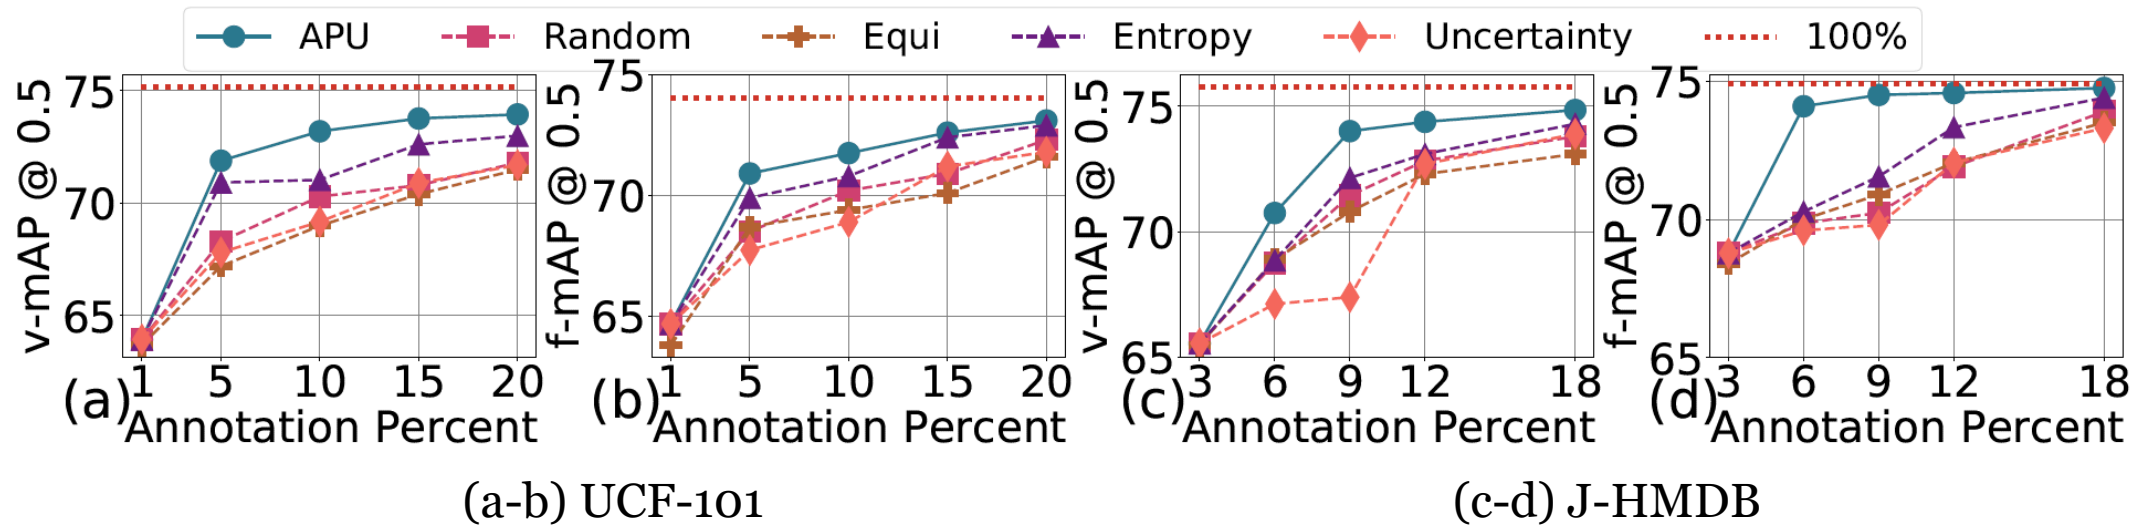 APU Random Equi Entropy Uncertainty 100%
v-mAP @ 0.5
75
70
65
1 5 10 15 20
(a) Annotation Percent
f-mAP @ 0.5
75
70
65
1 5 10 15 20
(b) Annotation Percent
v-mAP @ 0.5
75
70
65
3 6 9 12 18
(c) Annotation Percent
f-mAP @ 0.5
75
70
65
3 6 9 12 18
(d) Annotation Percent
(a-b) UCF-101
(c-d) J-HMDB